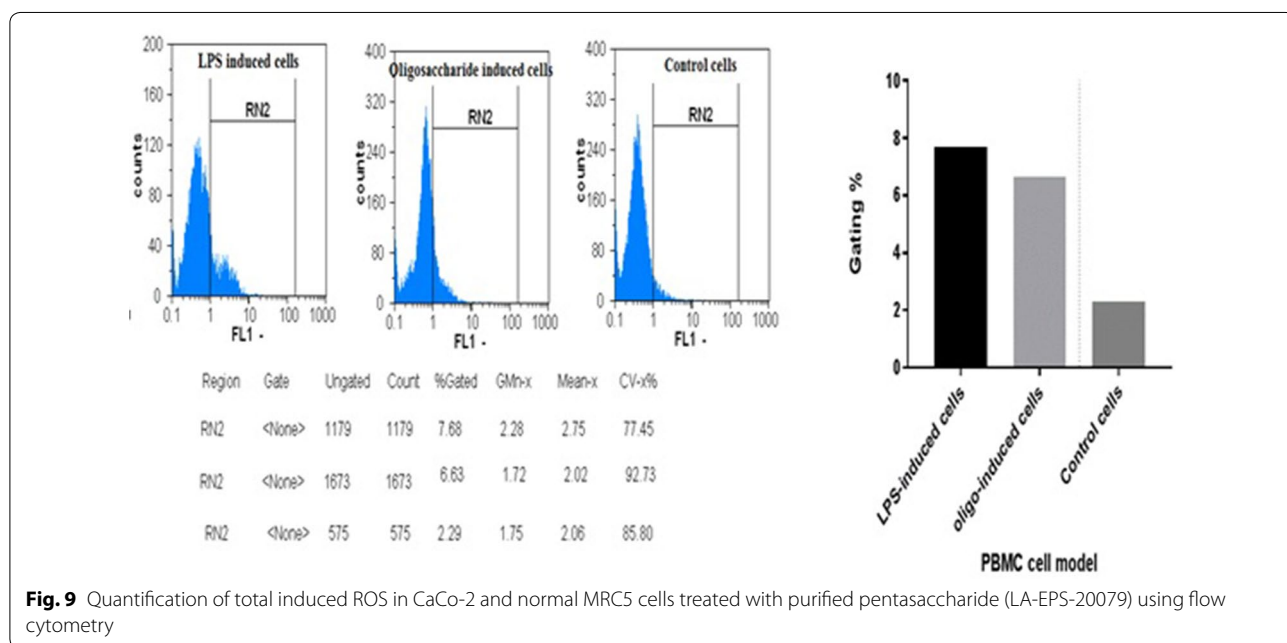 LPS induced cells
RN2
counts
200
160
120
80
40
0
0.1 1 10 100 1000
FL1 -
Oligosaccharide induced cells
RN2
counts
400
320
240
160
80
0
0.1 1 10 100 1000
FL1 -
Control cells
RN2
counts
400
320
240
160
80
0
0.1 1 10 100 1000
FL1 -
Region Gate Ungated Count %Gated GMn-x Mean-x CV-x%
RN2 <None> 1179 1179 7.68 2.28 2.75 77.45
RN2 <None> 1673 1673 6.63 1.72 2.02 92.73
RN2 <None> 575 575 2.29 1.75 2.06 85.80
Gating %
10
8
6
4
2
0
LPS-induced cells
oligo-induced cells
Control cells
PBMC cell model
Fig. 9 Quantification of total induced ROS in CaCo-2 and normal MRC5 cells treated with purified pentasaccharide (LA-EPS-20079) using flow
cytometry